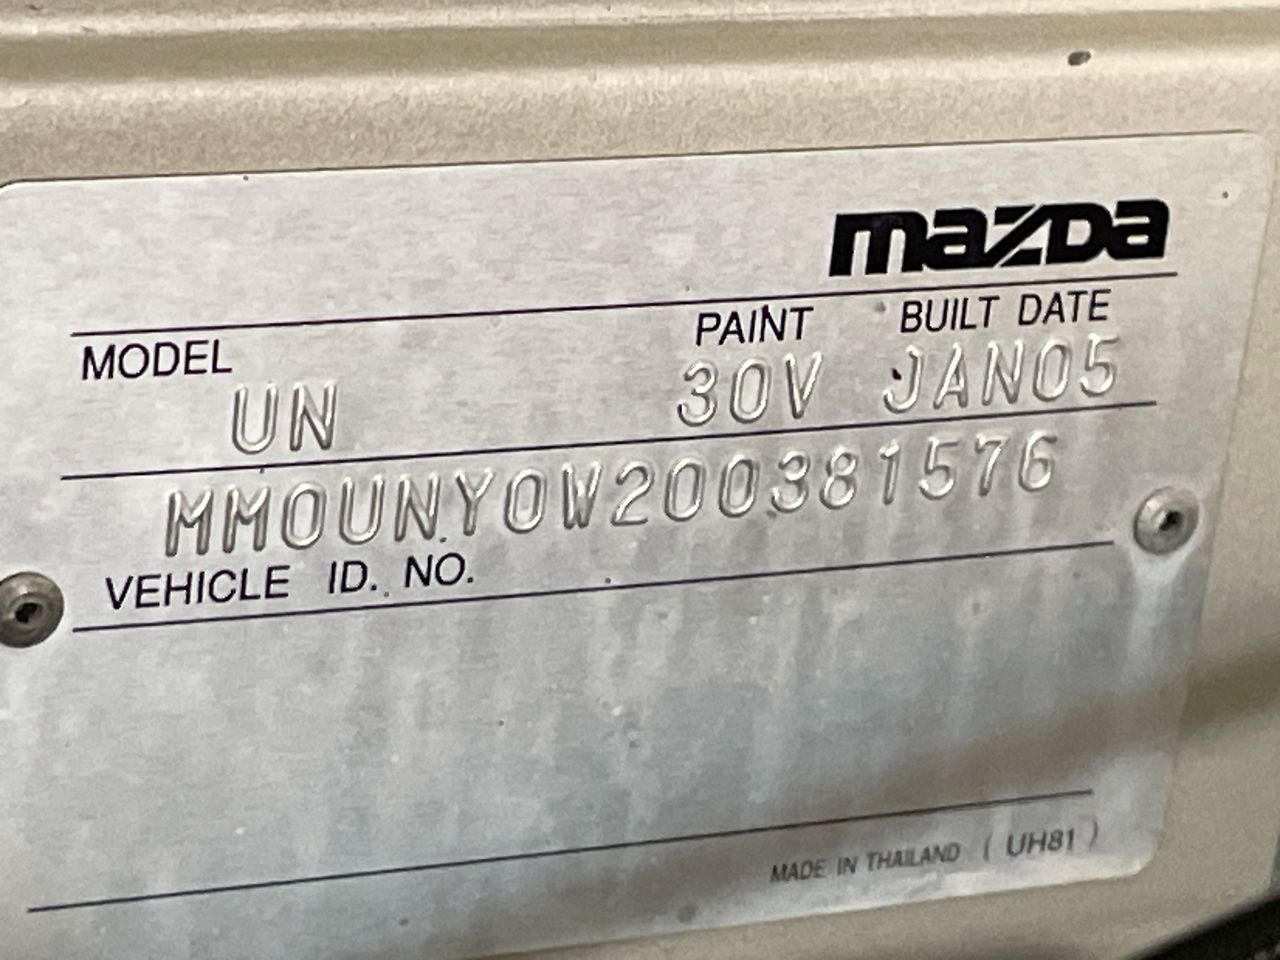 mazda
MODEL PAINT BUILT DATE
UN 30V JAN05
MM0UNY0W200381576
VEHICLE ID. NO.
MADE IN THAILAND ( UH81 )